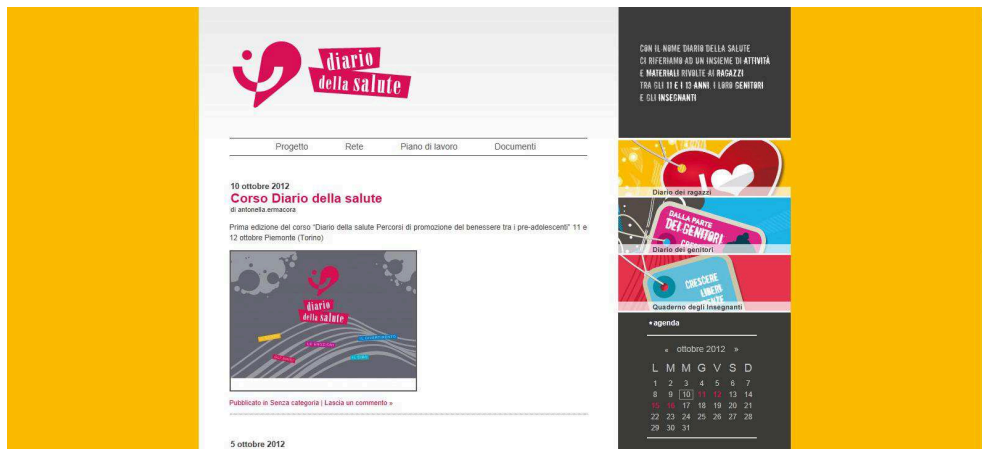 diario
della salute
CON IL NOME DIARIO DELLA SALUTE
CI RIFERIAMO AD UN INSIEME DI ATTIVITÀ
E MATERIALI RIVOLTE AI RAGAZZI
TRA GLI 11 E I 13 ANNI, I LORO GENITORI
E GLI INSEGNANTI
Progetto Rete Piano di lavoro Documenti
10 ottobre 2012
Corso Diario della salute
di antonella.ermacora
Prima edizione del corso "Diario della salute Percorsi di promozione del benessere tra i pre-adolescenti" 11 e
12 ottobre Piemonte (Torino)
diario
della salute
Pubblicato in Senza categoria | Lascia un commento »
5 ottobre 2012
I
Diario dei ragazzi
DALLA PARTE
DEI GENITORI
Diario dei genitori
CRESCERE
LIBERI
Quaderno degli Insegnanti
• agenda
« ottobre 2012 »
L M M G V S D
1 2 3 4 5 6 7
8 9 10 11 12 13 14
15 16 17 18 19 20 21
22 23 24 25 26 27 28
29 30 31